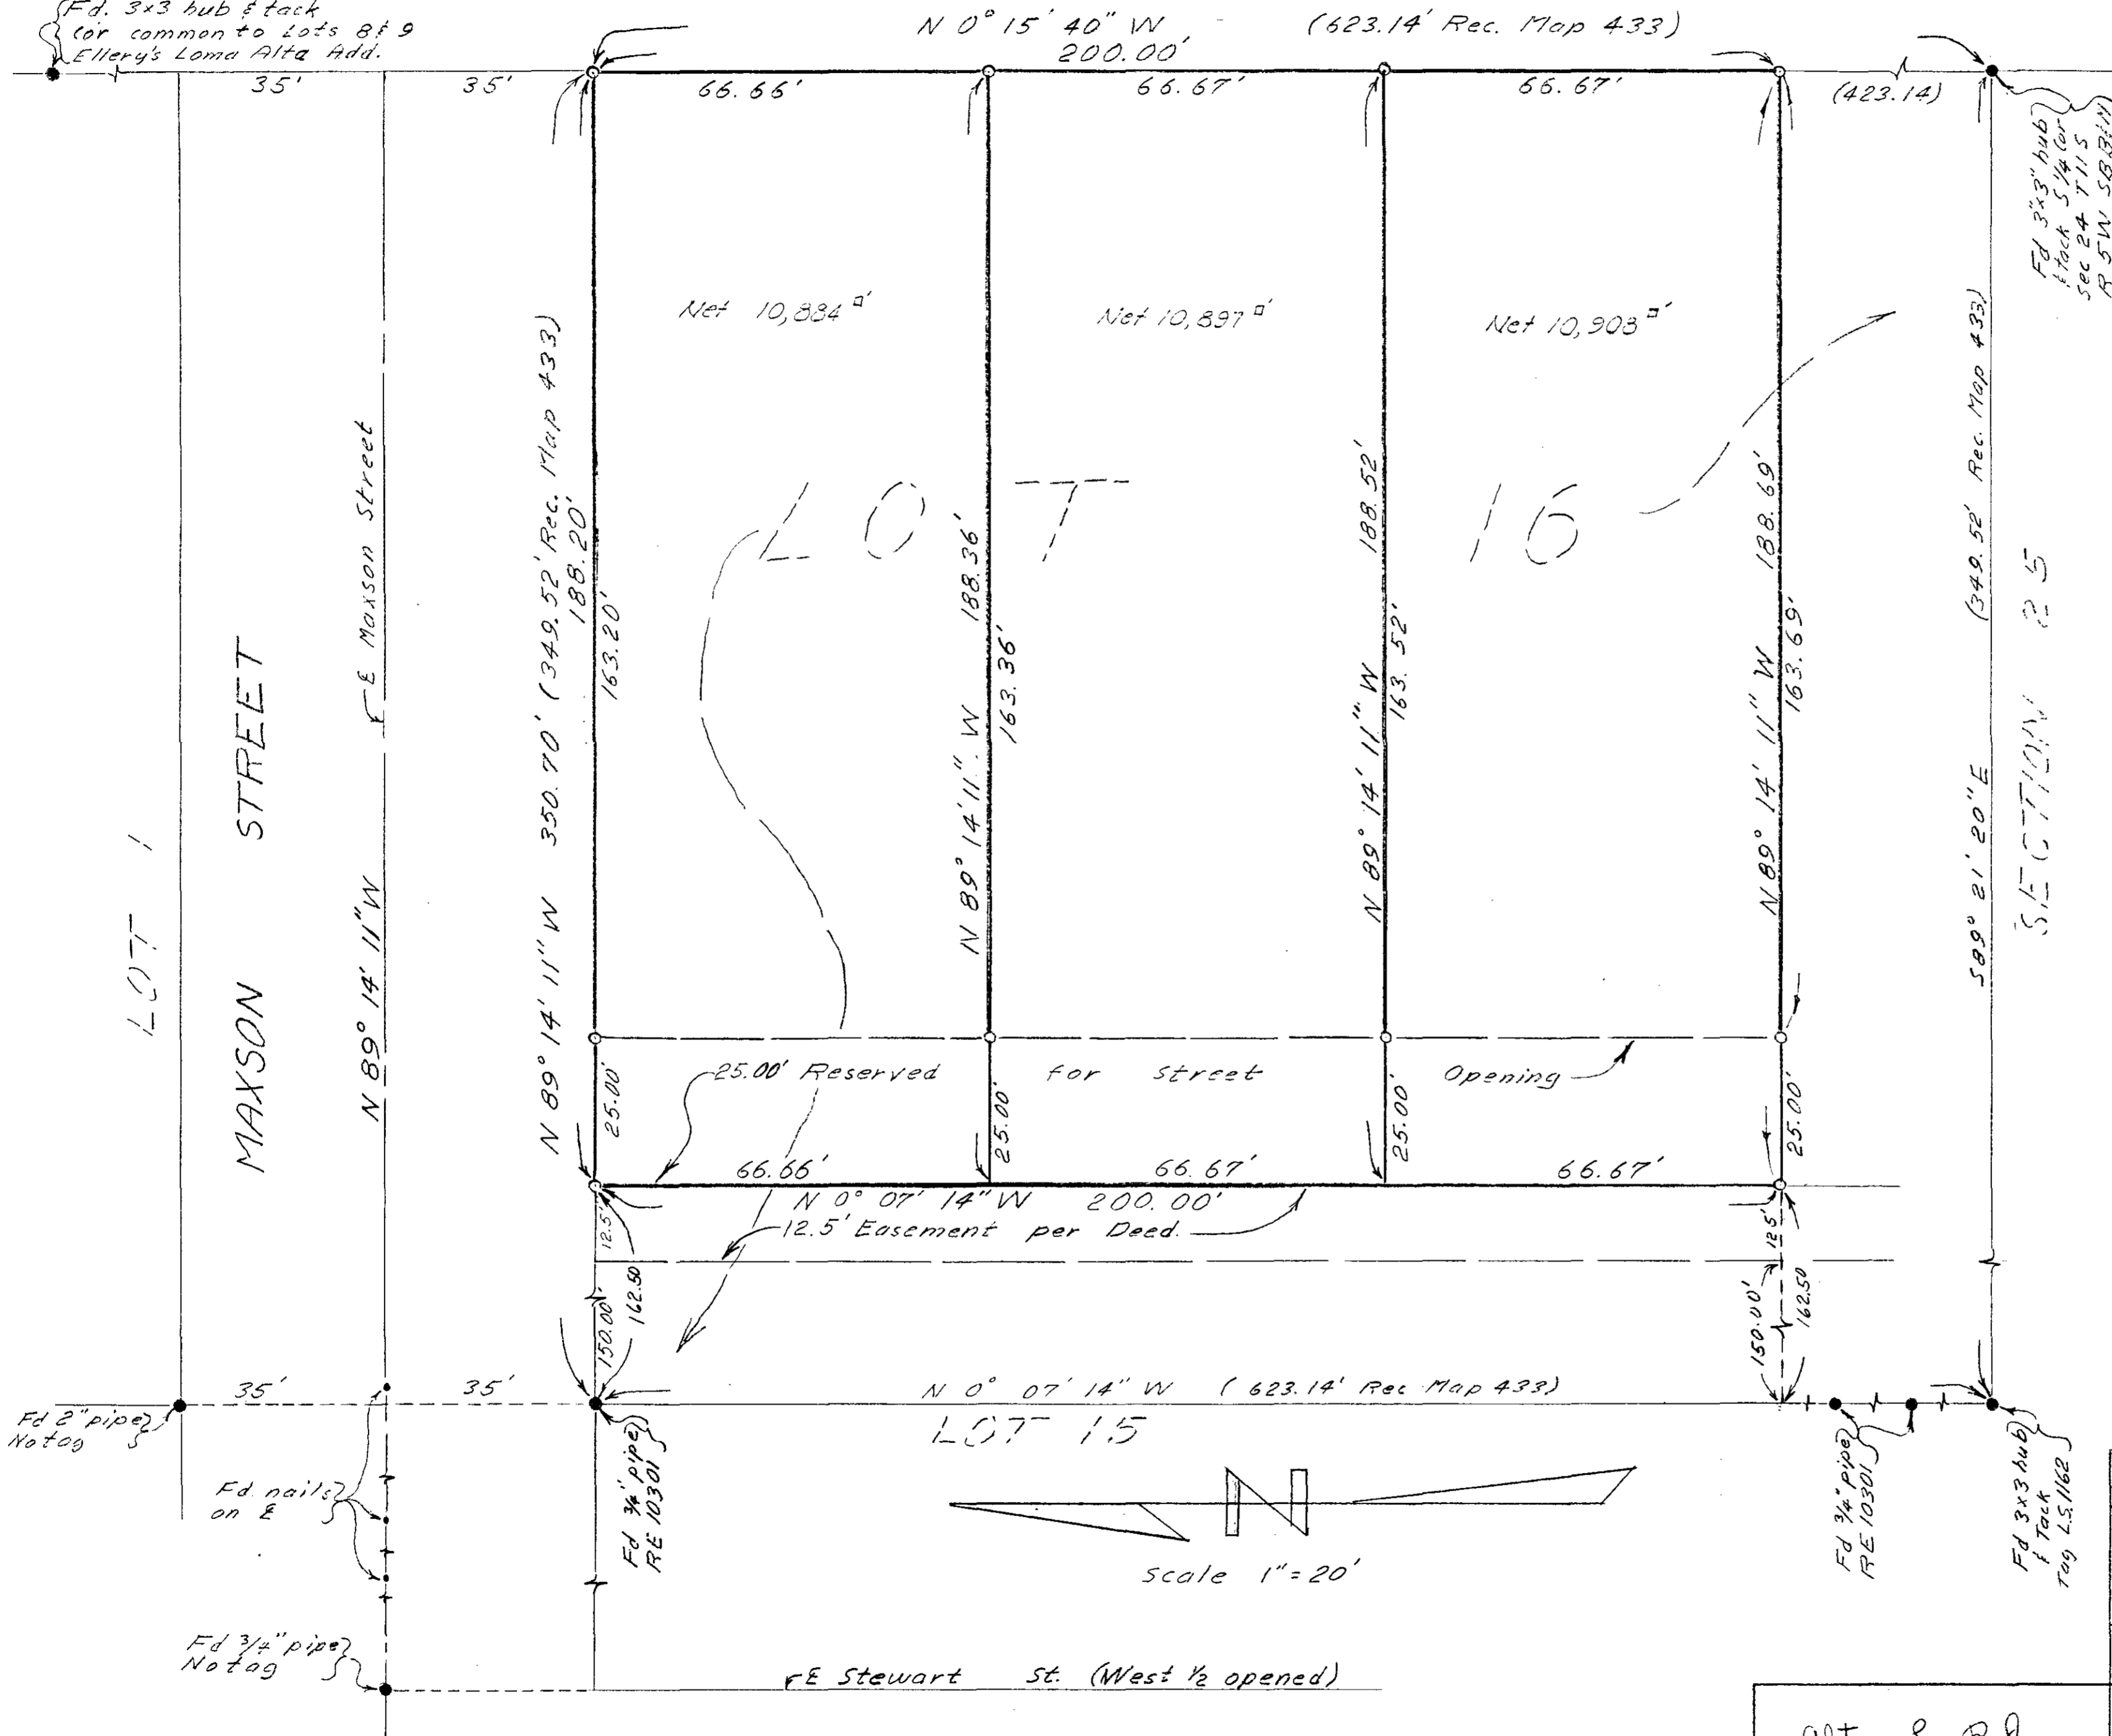 Fd. 3x3 hub & tack
Cor common to Lots 8 & 9
Ellery's Loma Alta Add.
N 0° 15' 40" W (623.14' Rec. Map 433)
200.00'
35'
35'
66.66'
66.67'
66.67'
(423.14)
Fd 3"x3" hub
& tack S 1/4 Cor
Sec 24 T11S
R 5W SBB&M
Net 10,884 □'
Net 10,897 □'
Net 10,903 □'
LOT 16
LOT 1
MAXSON STREET
N 89° 14' 11" W
℄ Maxson Street
N 89° 14' 11" W 350.70' (349.52' Rec. Map 433)
188.20'
163.20'
N 89° 14' 11" W 188.36'
163.36'
N 89° 14' 11" W 188.52'
163.52'
N 89° 14' 11" W 188.69'
163.69'
S89° 21' 20" E (349.52' Rec. Map 433)
SECTION 25
25.00' Reserved for street Opening
25.00'
25.00'
25.00'
25.00'
66.66'
66.67'
66.67'
N 0° 07' 14" W 200.00'
12.5' Easement per Deed.
12.5'
162.50
150.00'
12.5'
150.00'
162.50
35'
35'
N 0° 07' 14" W (623.14' Rec Map 433)
LOT 15
Fd 2" pipe
No tag
Fd. nails
on ℄
Fd 3/4" pipe
RE 10301
N
Scale 1"=20'
Fd 3/4" pipe
RE 10301
Fd 3x3 hub
& Tack
Tag L.S. 1162
Fd 3/4" pipe
No tag
℄ Stewart St. (West 1/2 opened)